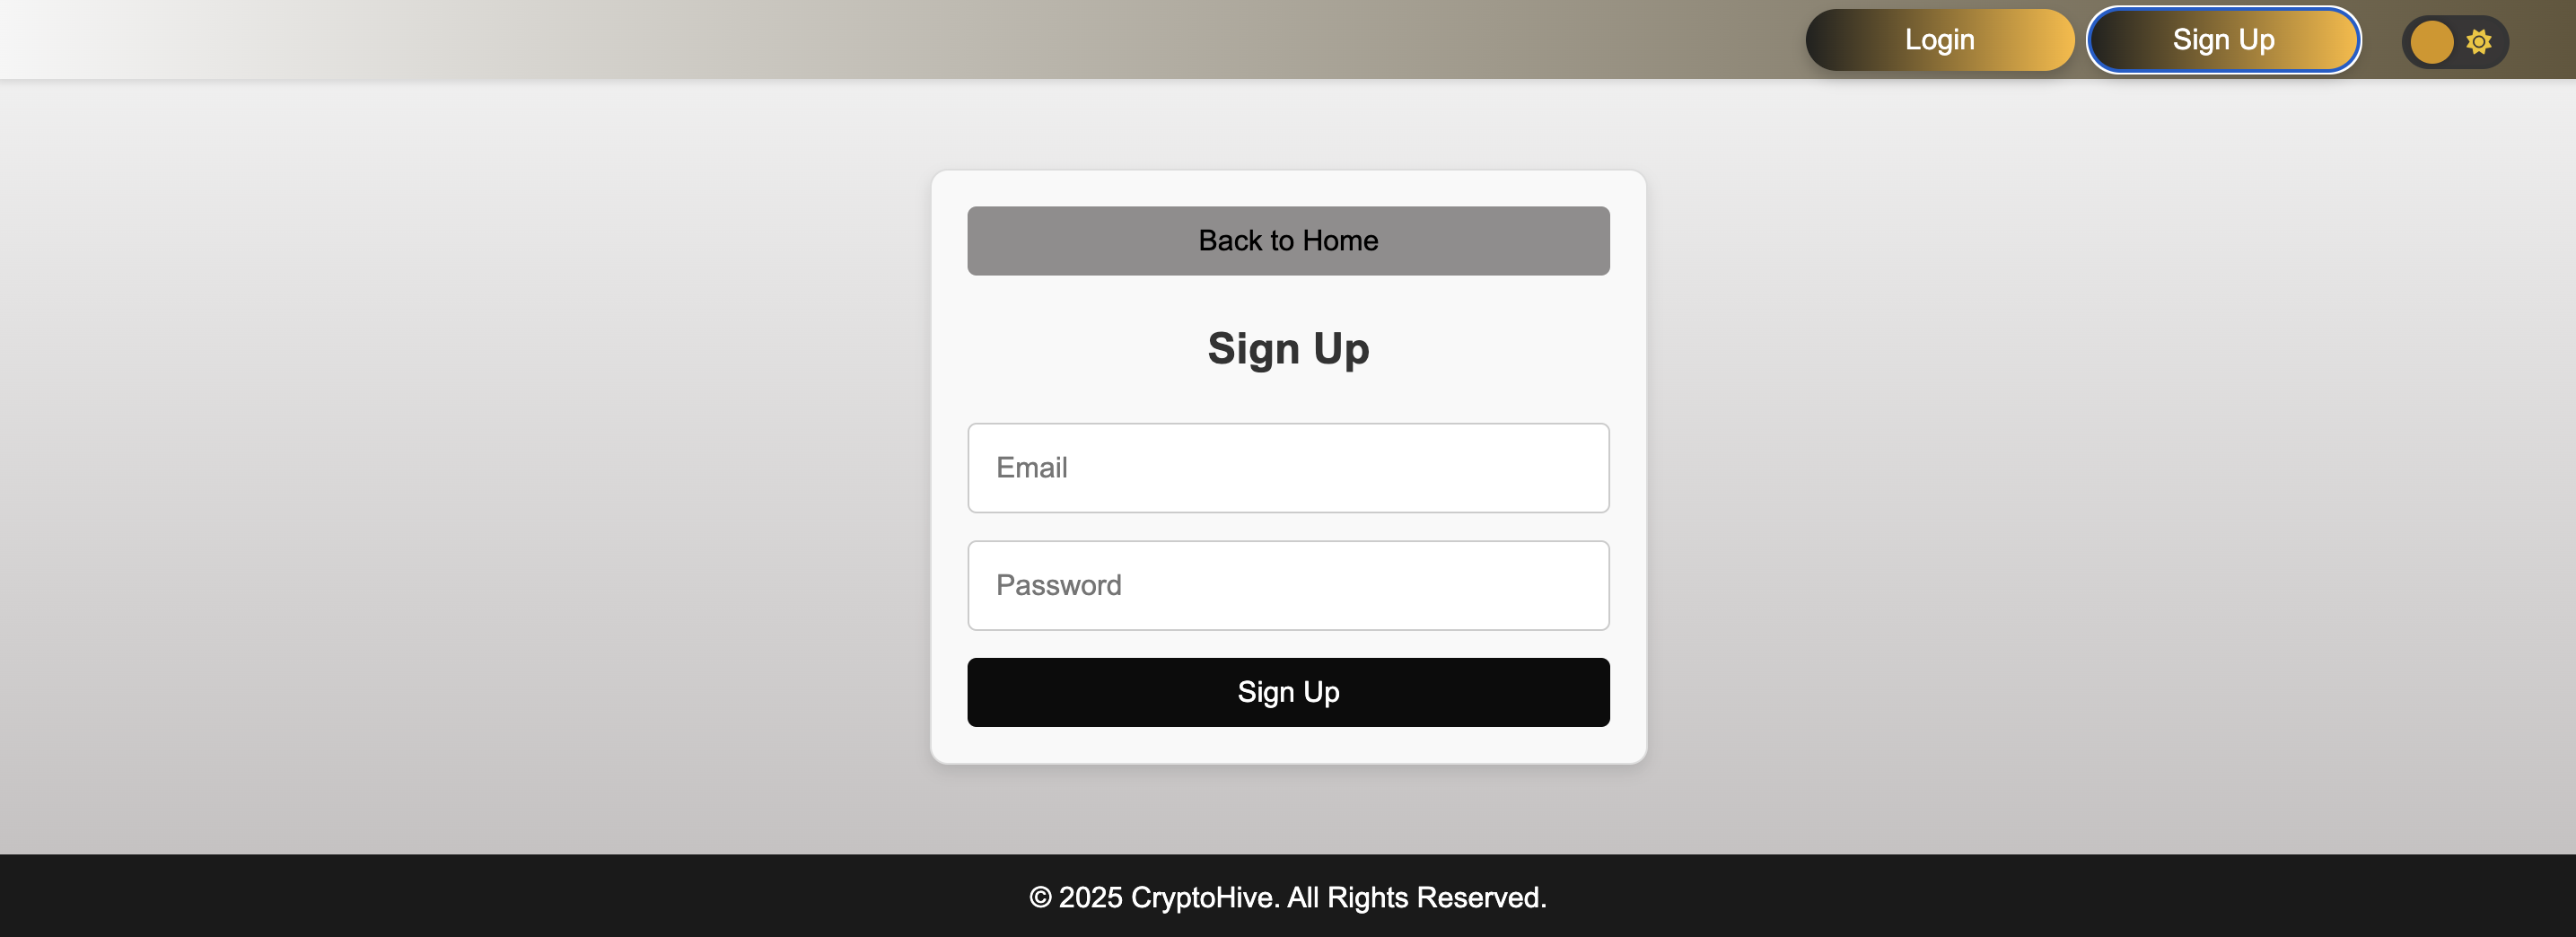 Login
Sign Up
Back to Home
Sign Up
Email
Password
Sign Up
© 2025 CryptoHive. All Rights Reserved.